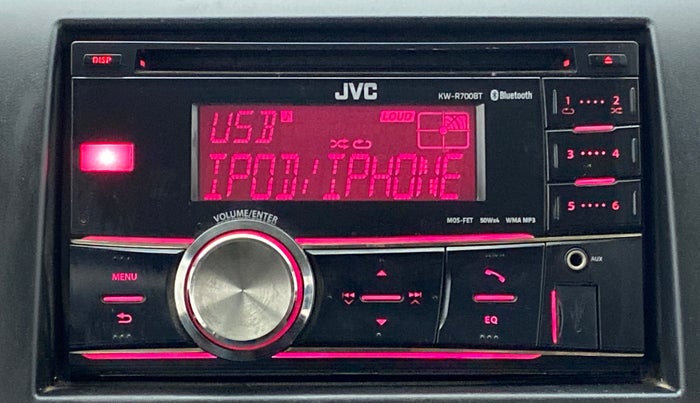 DISP
JVC
KW-R700BT Bluetooth
USB LOUD
IPOD/IPHONE
1 2
3 4
5 6
MOS-FET 50Wx4 WMA MP3
VOLUME/ENTER
MENU
EQ
AUX